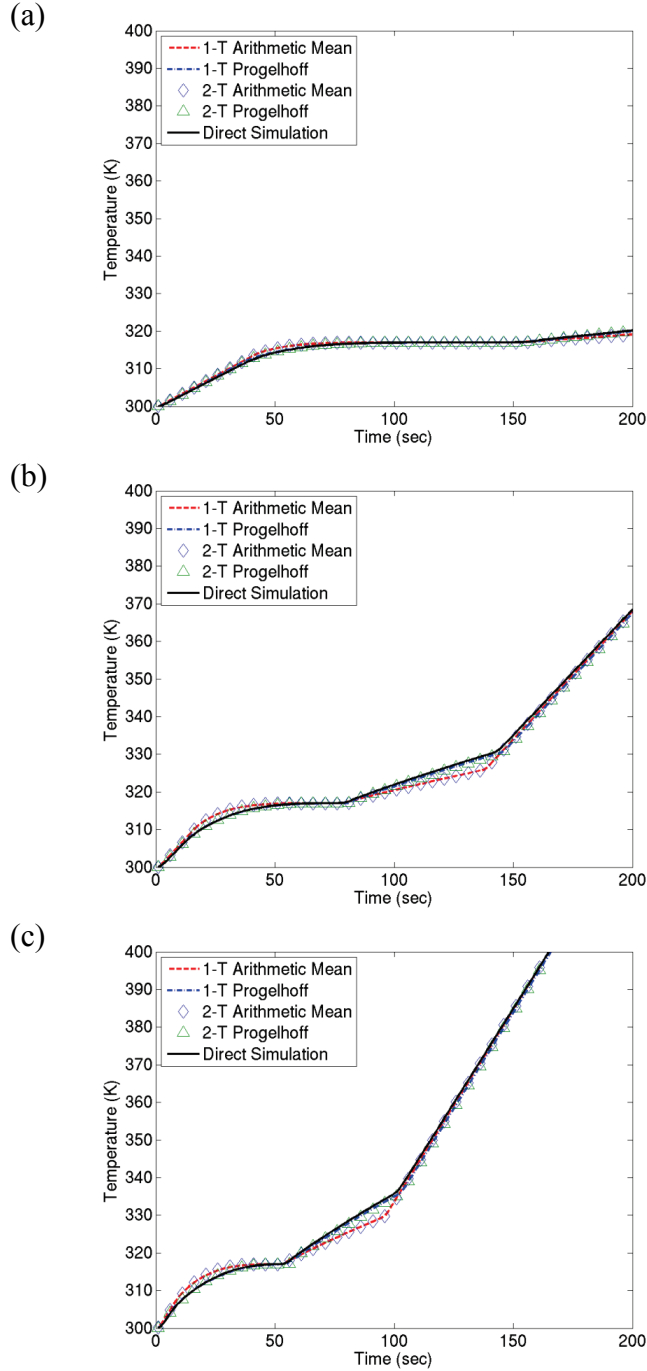 (a)
400
390
380
370
360
350
340
330
320
310
300
Temperature (K)
1-T Arithmetic Mean
1-T Progelhoff
2-T Arithmetic Mean
2-T Progelhoff
Direct Simulation
0
50
100
150
200
Time (sec)
(b)
400
390
380
370
360
350
340
330
320
310
300
Temperature (K)
1-T Arithmetic Mean
1-T Progelhoff
2-T Arithmetic Mean
2-T Progelhoff
Direct Simulation
0
50
100
150
200
Time (sec)
(c)
400
390
380
370
360
350
340
330
320
310
300
Temperature (K)
1-T Arithmetic Mean
1-T Progelhoff
2-T Arithmetic Mean
2-T Progelhoff
Direct Simulation
0
50
100
150
200
Time (sec)